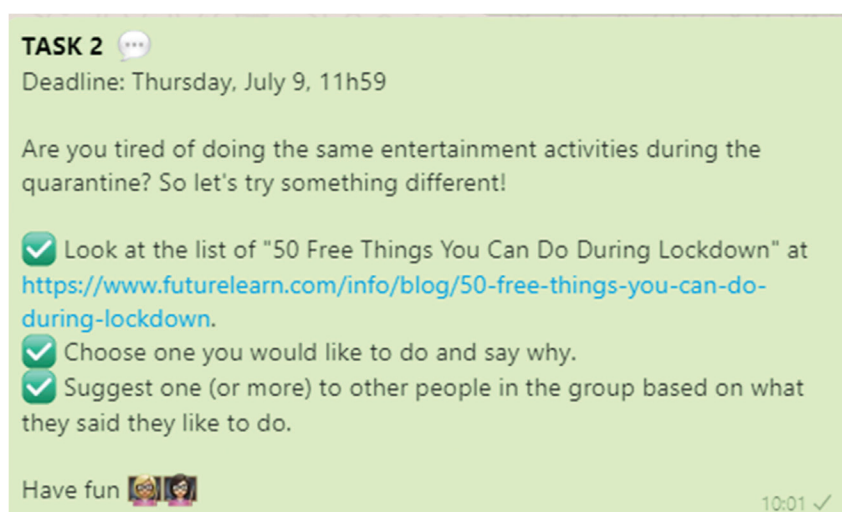 TASK 2 💬
Deadline: Thursday, July 9, 11h59
Are you tired of doing the same entertainment activities during the
quarantine? So let's try something different!
✅ Look at the list of "50 Free Things You Can Do During Lockdown" at
https://www.futurelearn.com/info/blog/50-free-things-you-can-do-
during-lockdown.
✅ Choose one you would like to do and say why.
✅ Suggest one (or more) to other people in the group based on what
they said they like to do.
Have fun 👩🏼‍🏫👩🏻‍🏫
10:01 ✓